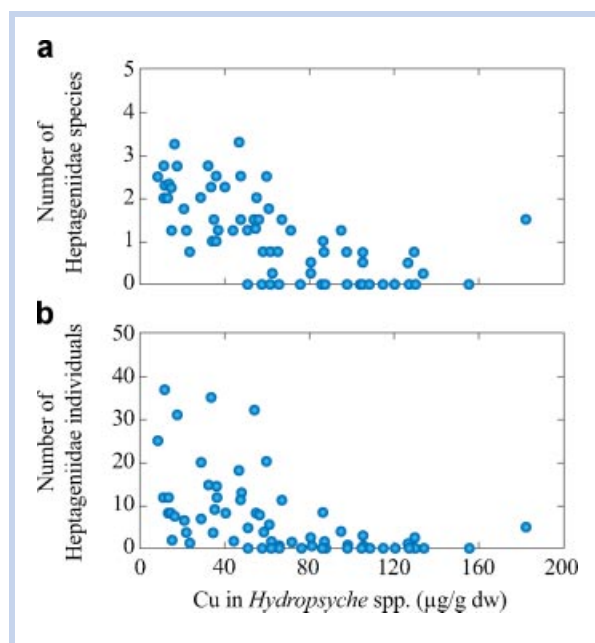 a
Number of
Heptageniidae species
5
4
3
2
1
0
b
Number of
Heptageniidae individuals
50
40
30
20
10
0
0 40 80 120 160 200
Cu in Hydropsyche spp. (µg/g dw)